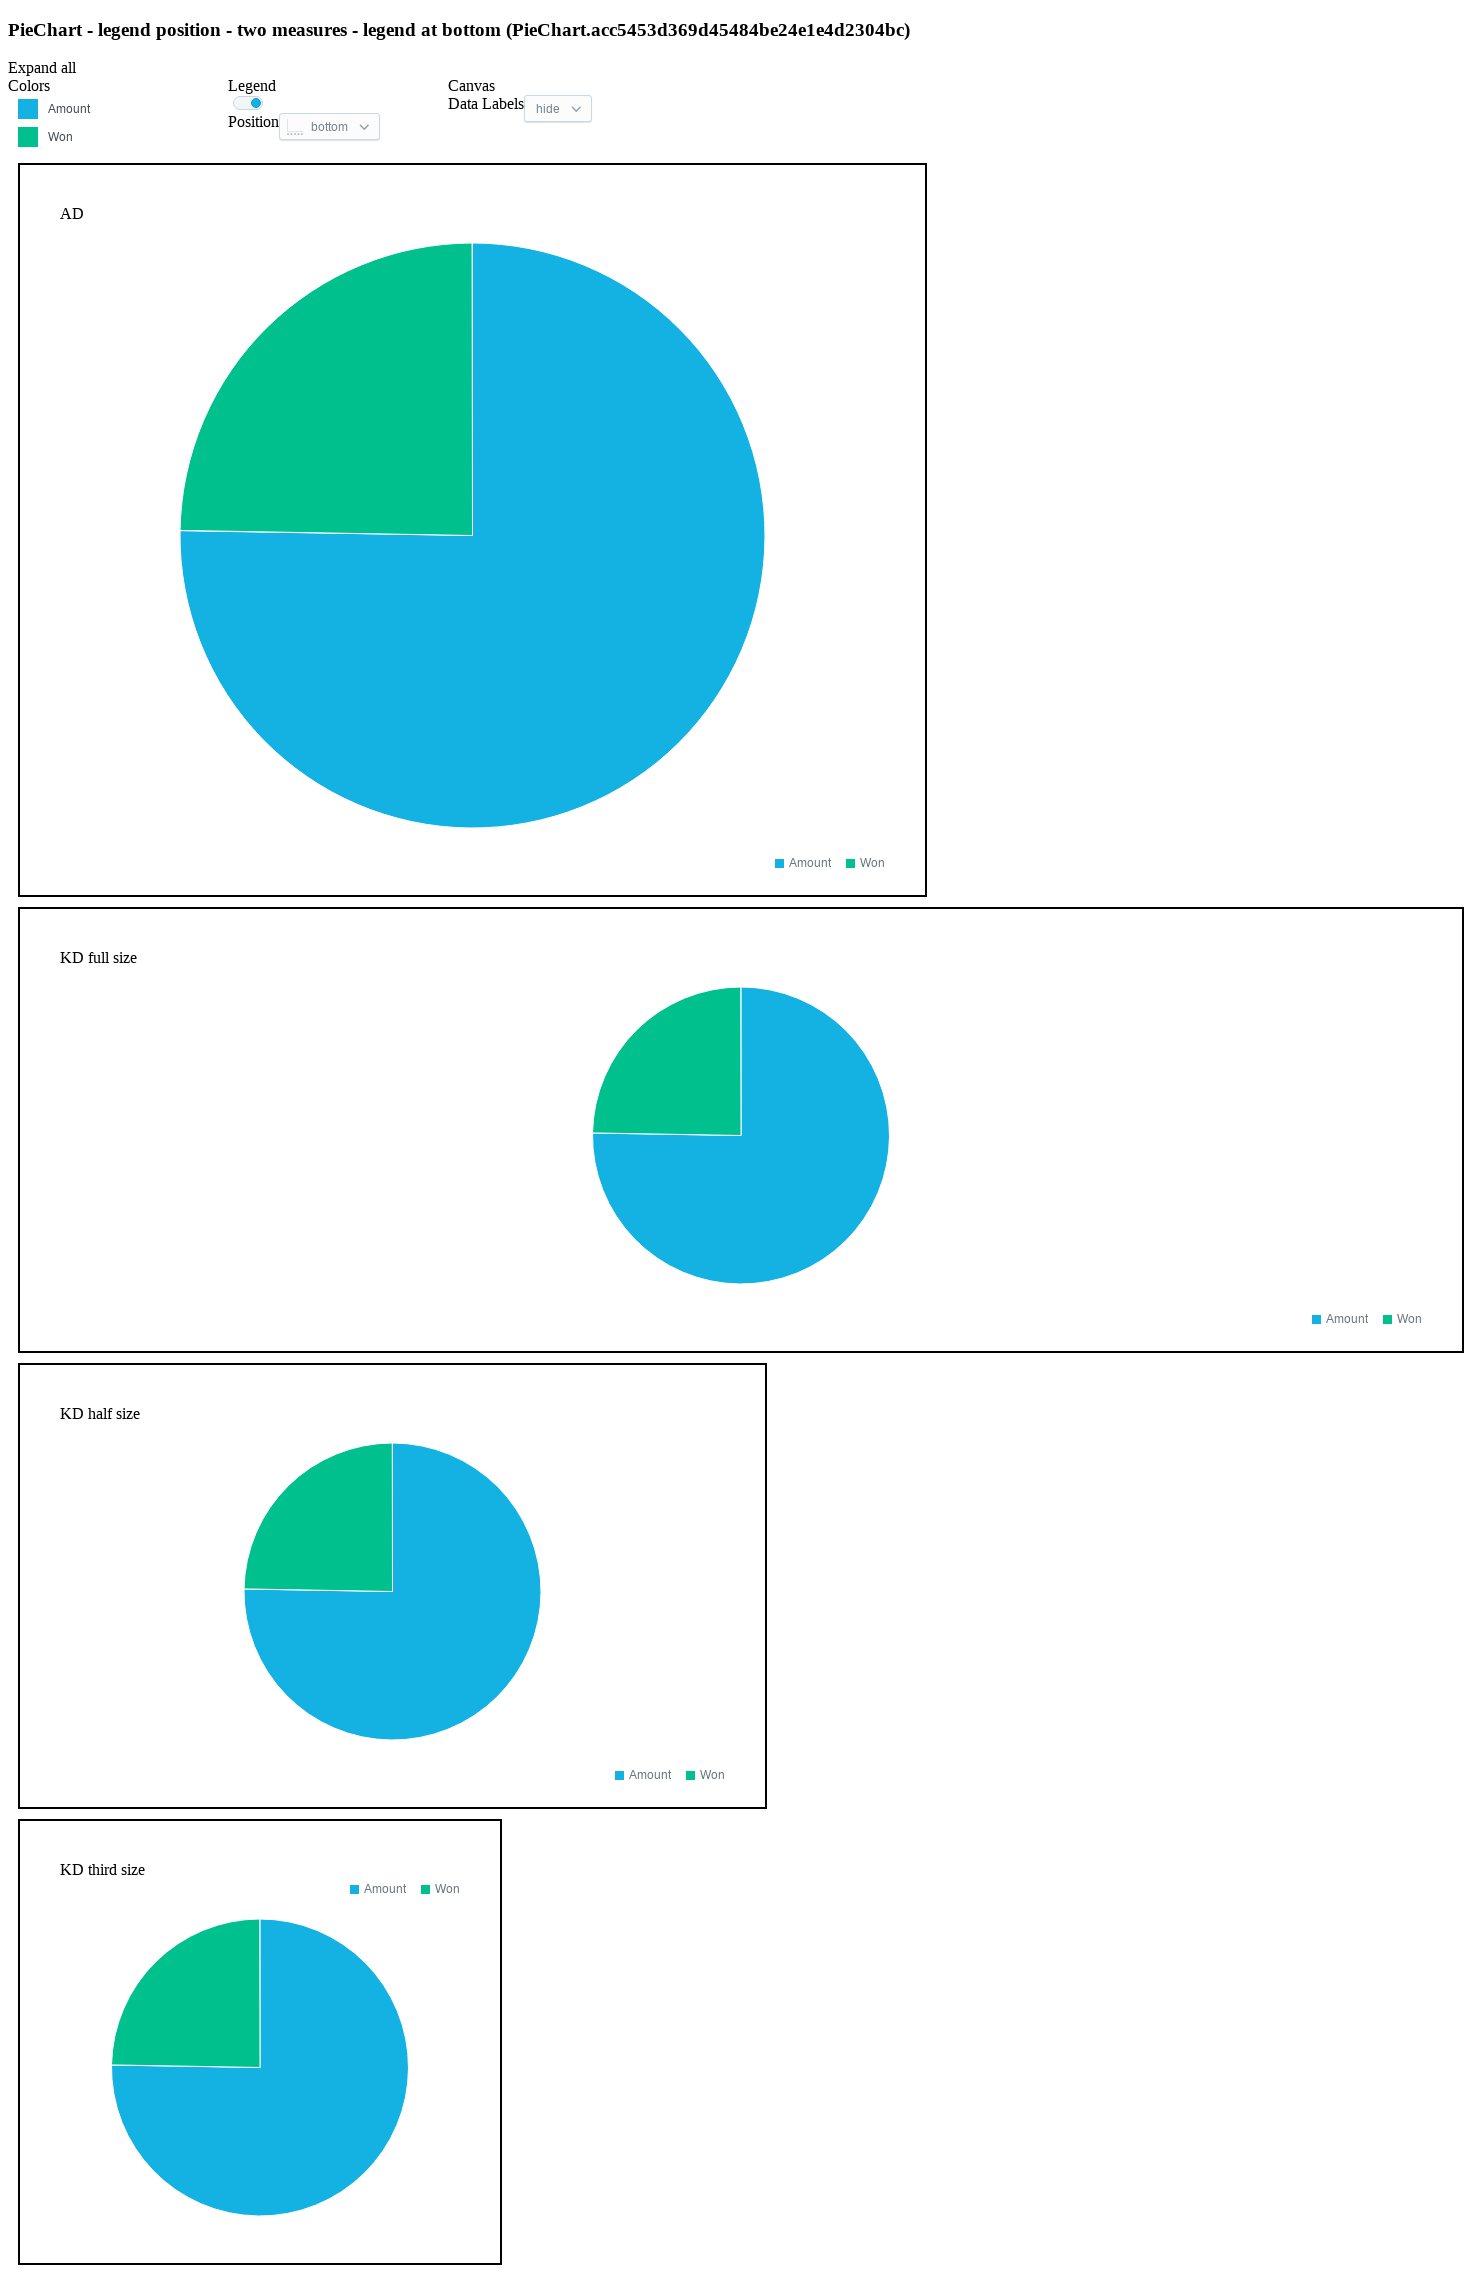 PieChart - legend position - two measures - legend at bottom (PieChart.acc5453d369d45484be24e1e4d2304bc)
Expand all
Colors
Amount
Won
Legend
Position bottom
Canvas
Data Labels hide
AD
Amount Won
KD full size
Amount Won
KD half size
Amount Won
KD third size
Amount Won